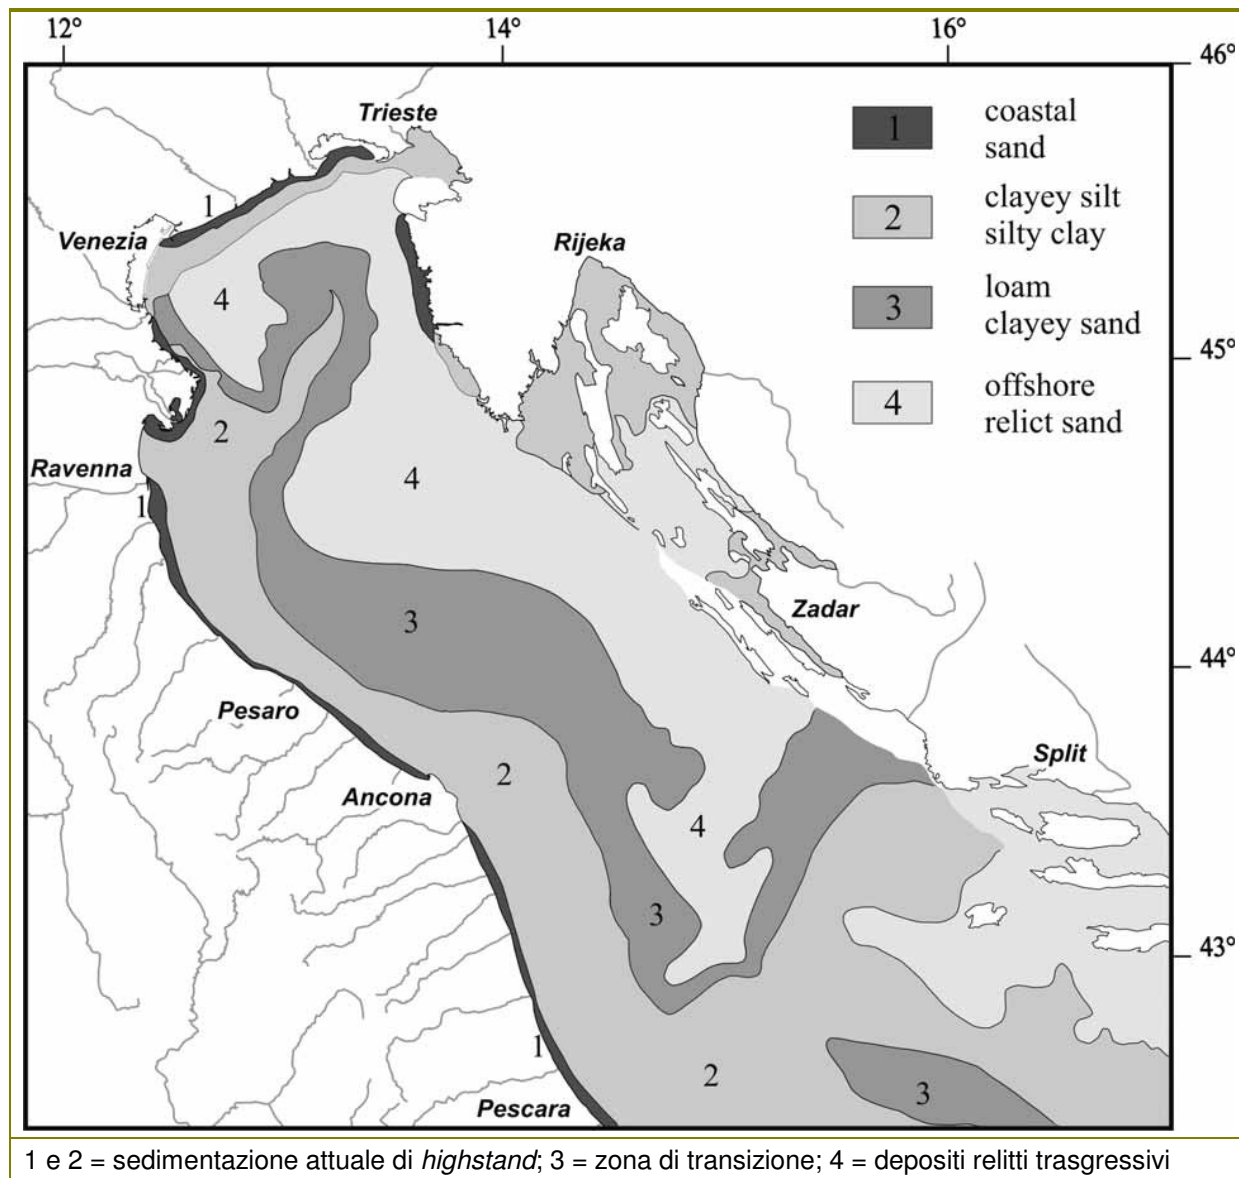 12° 14° 16°
46°
Trieste
1
coastal
sand
1
2
clayey silt
silty clay
Venezia
Rijeka
4
3
loam
clayey sand
45°
4
offshore
relict sand
2
Ravenna
4
1
Zadar
3
44°
Pesaro
Split
2
Ancona
4
3
43°
1
2
3
Pescara
1 e 2 = sedimentazione attuale di highstand; 3 = zona di transizione; 4 = depositi relitti trasgressivi